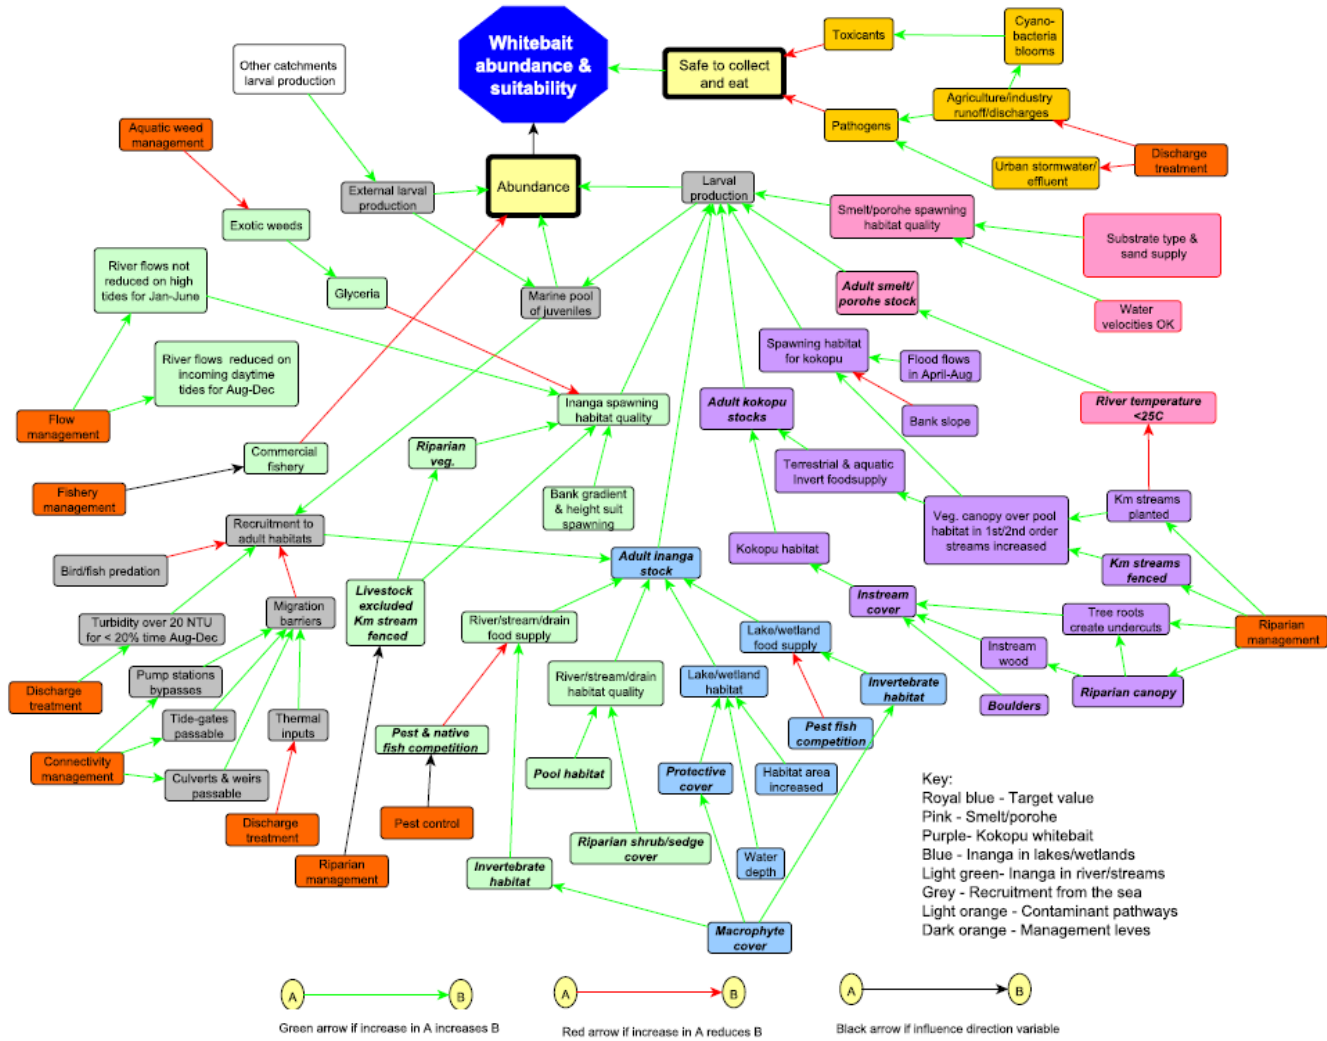 Whitebait
abundance &
suitability
Other catchments
larval production
Safe to collect
and eat
Toxicants
Cyano-
bacteria
blooms
Agriculture/industry
runoff/discharges
Pathogens
Urban stormwater/
effluent
Discharge
treatment
Aquatic weed
management
Abundance
External larval
production
Larval
production
Exotic weeds
Smelt/porohe spawning
habitat quality
Substrate type &
sand supply
River flows not
reduced on high
tides for Jan-June
Glyceria
Marine pool
of juveniles
Adult smelt/
porohe stock
Water
velocities OK
Spawning habitat
for kokopu
Flood flows
in April-Aug
River flows reduced on
incoming daytime
tides for Aug-Dec
Flow
management
Inanga spawning
habitat quality
Adult kokopu
stocks
Bank slope
River temperature
<25C
Commercial
fishery
Riparian
veg.
Terrestrial & aquatic
Invert foodsupply
Fishery
management
Bank gradient
& height suit
spawning
Km streams
planted
Recruitment to
adult habitats
Veg. canopy over pool
habitat in 1st/2nd order
streams increased
Kokopu habitat
Adult inanga
stock
Bird/fish predation
Km streams
fenced
Livestock
excluded
Km stream
fenced
Instream
cover
Migration
barriers
Turbidity over 20 NTU
for < 20% time Aug-Dec
River/stream/drain
food supply
Lake/wetland
food supply
Tree roots
create undercuts
Riparian
management
Instream
wood
Pump stations
bypasses
River/stream/drain
habitat quality
Lake/wetland
habitat
Invertebrate
habitat
Riparian canopy
Discharge
treatment
Boulders
Tide-gates
passable
Thermal
inputs
Pest & native
fish competition
Pest fish
competition
Connectivity
management
Culverts & weirs
passable
Pool habitat
Protective
cover
Habitat area
increased
Discharge
treatment
Pest control
Riparian shrub/sedge
cover
Water
depth
Riparian
management
Invertebrate
habitat
Macrophyte
cover
Key:
Royal blue - Target value
Pink - Smelt/porohe
Purple- Kokopu whitebait
Blue - Inanga in lakes/wetlands
Light green- Inanga in river/streams
Grey - Recruitment from the sea
Light orange - Contaminant pathways
Dark orange - Management leves
A B
Green arrow if increase in A increases B
A B
Red arrow if increase in A reduces B
A B
Black arrow if influence direction variable